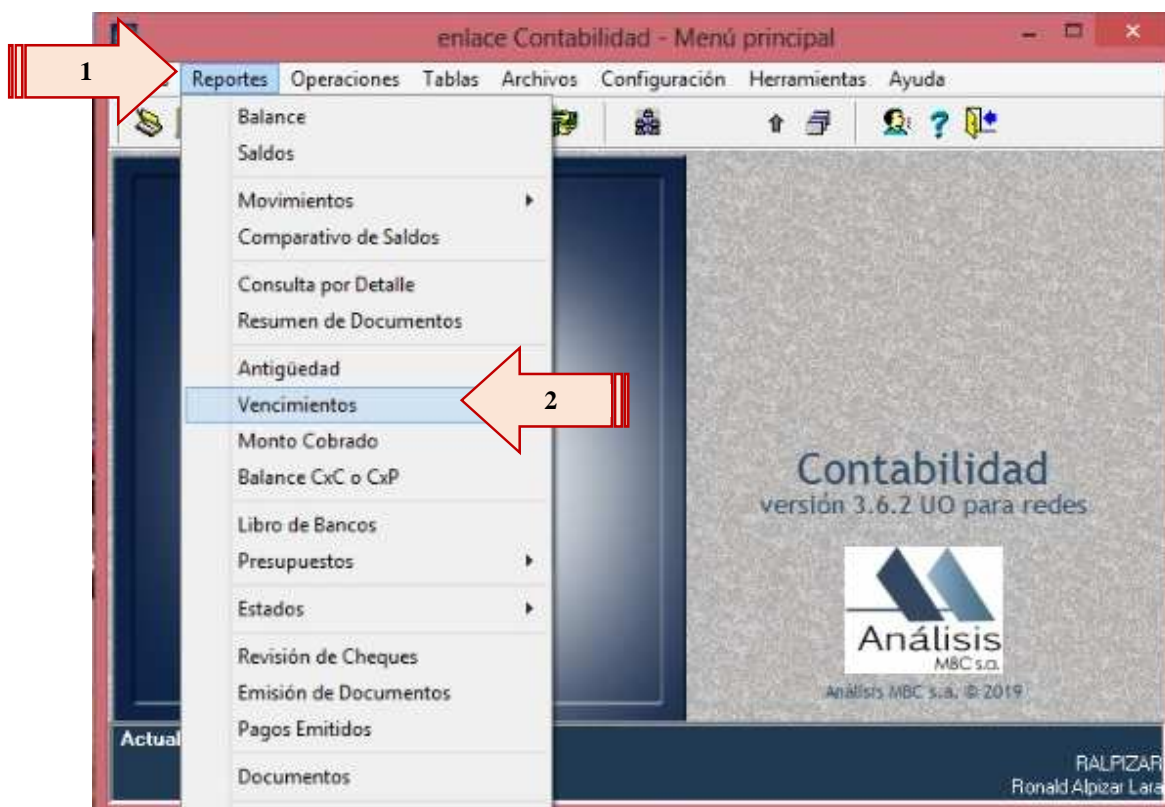 enlace Contabilidad - Menú principal
1
Reportes Operaciones Tablas Archivos Configuración Herramientas Ayuda
Balance
Saldos
Movimientos
Comparativo de Saldos
Consulta por Detalle
Resumen de Documentos
Antigüedad
Vencimientos
2
Monto Cobrado
Balance CxC o CxP
Libro de Bancos
Presupuestos
Estados
Revisión de Cheques
Emisión de Documentos
Pagos Emitidos
Documentos
Contabilidad
versión 3.6.2 UO para redes
Análisis
MBC s.a.
Análisis MBC s.a. © 2019
Actual
RALPIZAR
Ronald Alpizar Lara